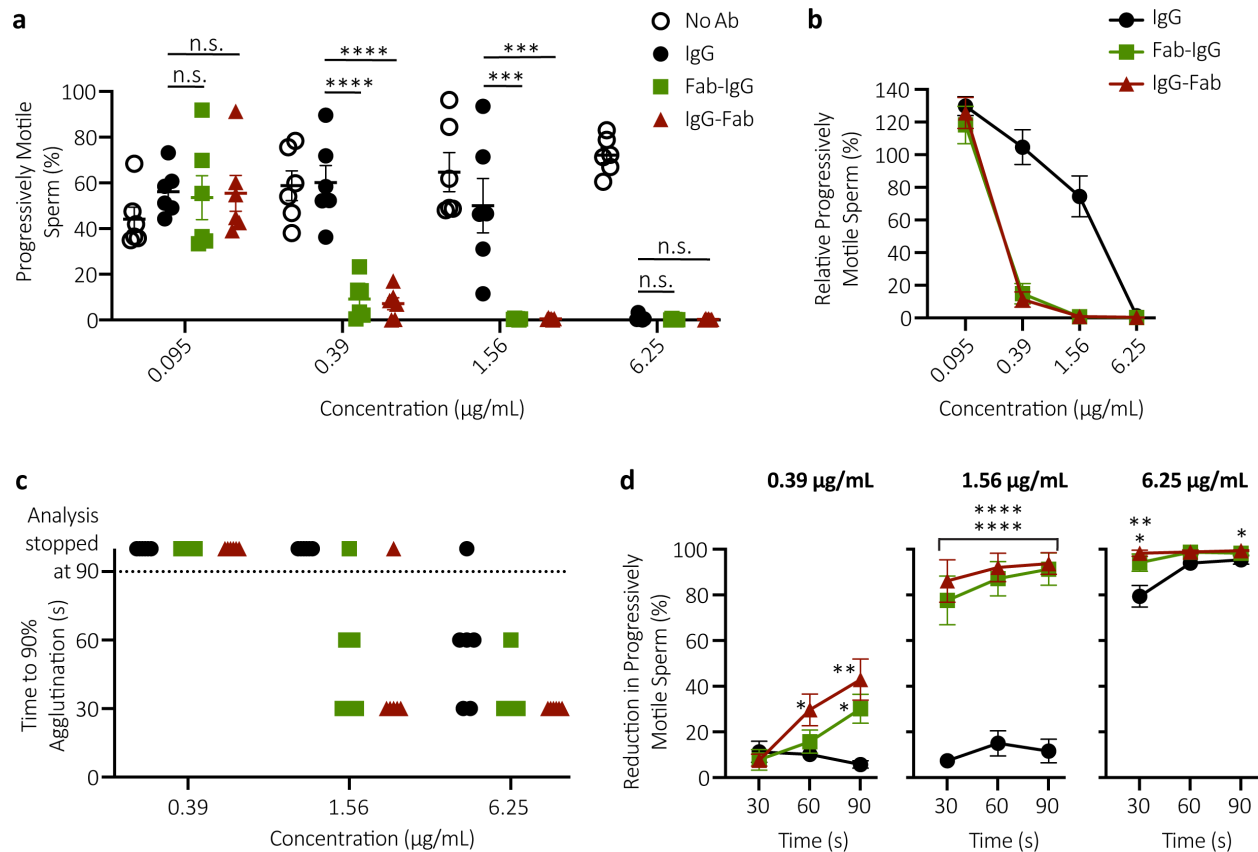 a
No Ab
IgG
Fab-IgG
IgG-Fab
n.s.
n.s.
****
****
***
***
n.s.
n.s.
Progressively Motile
Sperm (%)
100
80
60
40
20
0
0.095
0.39
1.56
6.25
Concentration (µg/mL)
b
IgG
Fab-IgG
IgG-Fab
Relative Progressively
Motile Sperm (%)
140
120
100
80
60
40
20
0
0.095
0.39
1.56
6.25
Concentration (µg/mL)
c
Analysis
stopped
at 90
Time to 90%
Agglutination (s)
60
30
0
0.39
1.56
6.25
Concentration (µg/mL)
d
0.39 µg/mL
1.56 µg/mL
6.25 µg/mL
Reduction in Progressively
Motile Sperm (%)
100
80
60
40
20
0
*
**
*
****
****
**
*
*
30
60
90
30
60
90
30
60
90
Time (s)
Time (s)
Time (s)